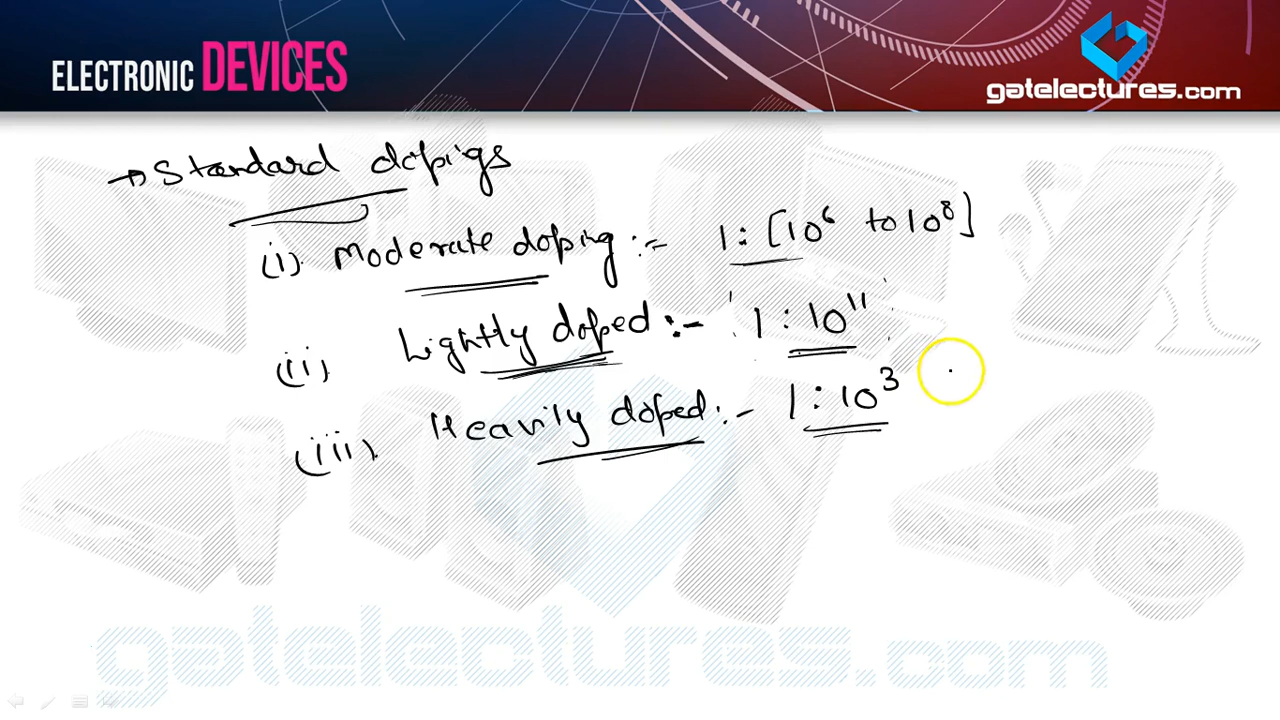 ELECTRONIC DEVICES
gatelectures.com
→ Standard dopigs
(i). Moderate doping :- 1 : [10⁶ to 10⁸]
(ii) Lightly doped :- 1 : 10¹¹
(iii). Heavily doped :- 1 : 10³
gatelectures.com